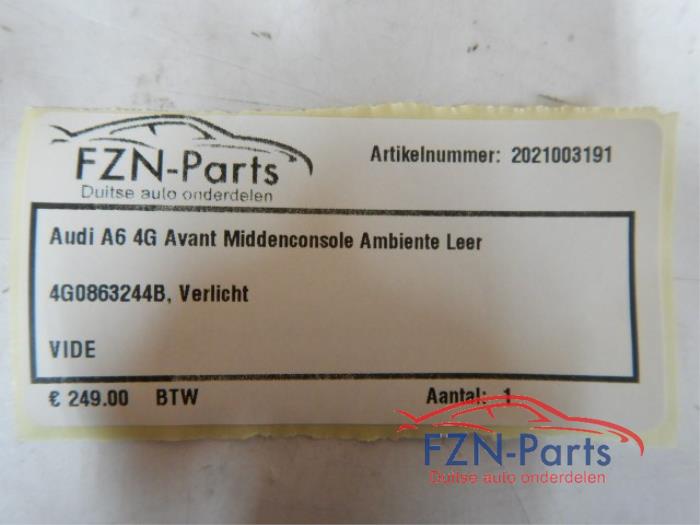 FZN-Parts
Duitse auto onderdelen
Artikelnummer: 2021003191
Audi A6 4G Avant Middenconsole Ambiente Leer
4G0863244B, Verlicht
VIDE
€ 249.00 BTW Aantal: 1
FZN-Parts
Duitse auto onderdelen